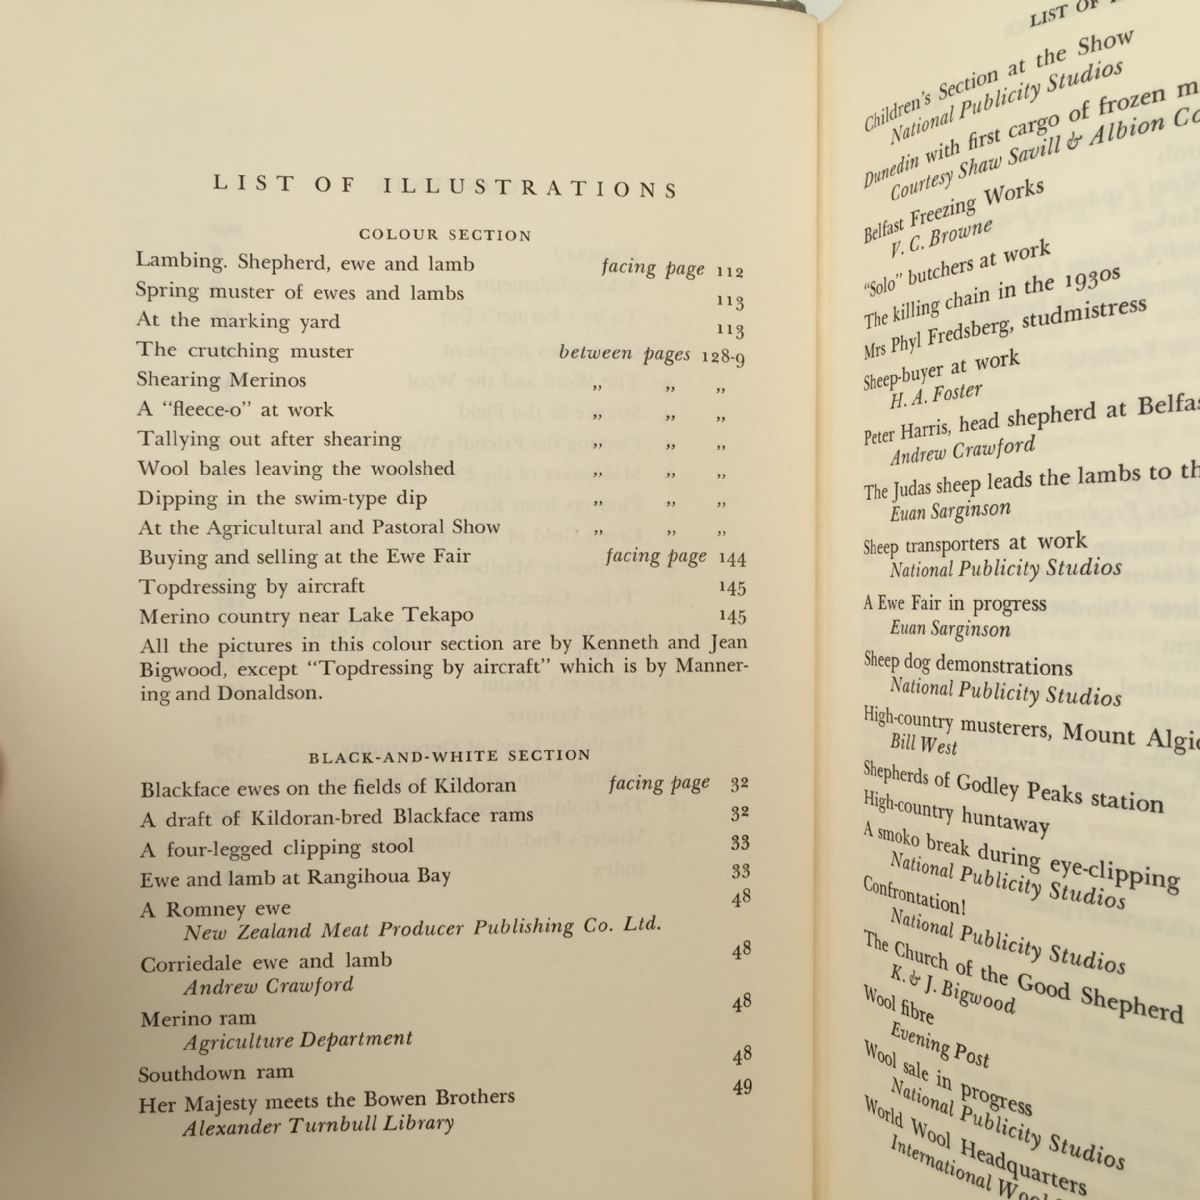 LIST OF ILLUSTRATIONS
COLOUR SECTION
Lambing. Shepherd, ewe and lamb facing page 112
Spring muster of ewes and lambs 113
At the marking yard 113
The crutching muster between pages 128-9
Shearing Merinos ,, ,, ,,
A “fleece-o” at work ,, ,, ,,
Tallying out after shearing ,, ,, ,,
Wool bales leaving the woolshed ,, ,, ,,
Dipping in the swim-type dip ,, ,, ,,
At the Agricultural and Pastoral Show ,, ,, ,,
Buying and selling at the Ewe Fair facing page 144
Topdressing by aircraft 145
Merino country near Lake Tekapo 145
All the pictures in this colour section are by Kenneth and Jean
Bigwood, except “Topdressing by aircraft” which is by Manner-
ing and Donaldson.
BLACK-AND-WHITE SECTION
Blackface ewes on the fields of Kildoran facing page 32
A draft of Kildoran-bred Blackface rams 32
A four-legged clipping stool 33
Ewe and lamb at Rangihoua Bay 33
A Romney ewe 48
New Zealand Meat Producer Publishing Co. Ltd.
Corriedale ewe and lamb 48
Andrew Crawford
Merino ram 48
Agriculture Department
Southdown ram 48
Her Majesty meets the Bowen Brothers 49
Alexander Turnbull Library
LIST OF
Children's Section at the Show
National Publicity Studios
Dunedin with first cargo of frozen
Courtesy Shaw Savill & Albion
Belfast Freezing Works
V. C. Browne
“Solo” butchers at work
The killing chain in the 1930s
Mrs Phyl Fredsberg, studmistress
Sheep-buyer at work
H. A. Foster
Peter Harris, head shepherd at
Andrew Crawford
The Judas sheep leads the lambs to
Euan Sarginson
Sheep transporters at work
National Publicity Studios
A Ewe Fair in progress
Euan Sarginson
Sheep dog demonstrations
National Publicity Studios
High-country musterers, Mount
Bill West
Shepherds of Godley Peaks station
High-country huntaway
A smoko break during eye-clipping
National Publicity Studios
Confrontation!
National Publicity Studios
The Church of the Good Shepherd
K. & J. Bigwood
Wool fibre
Evening Post
Wool sale in progress
National Publicity Studios
World Wool Headquarters
International Wool